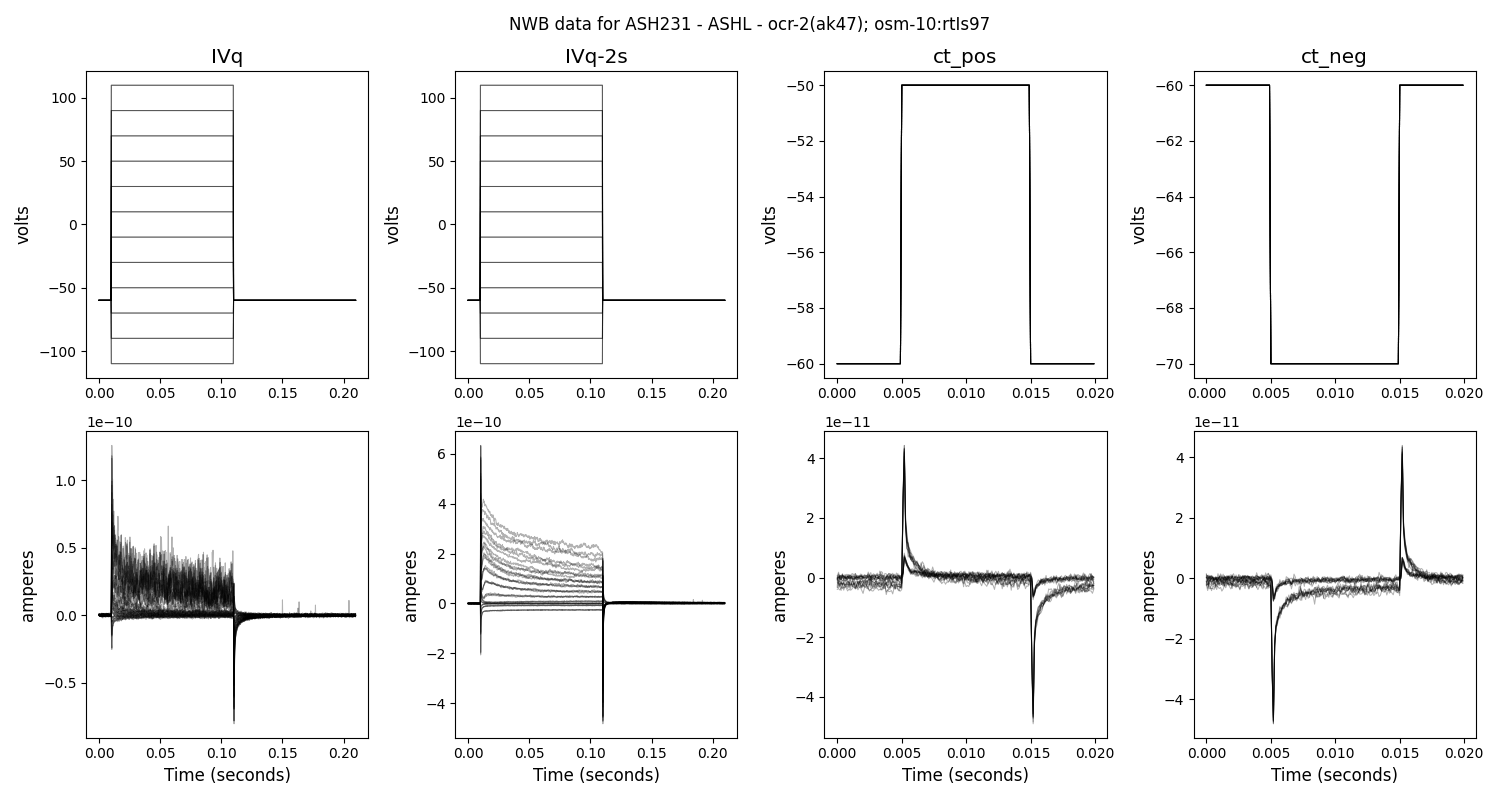 NWB data for ASH231 - ASHL - ocr-2(ak47); osm-10:rtIs97
IVq
IVq-2s
ct_pos
ct_neg
volts
100
50
0
−50
−100
0.00 0.05 0.10 0.15 0.20
volts
100
50
0
−50
−100
0.00 0.05 0.10 0.15 0.20
volts
−50
−52
−54
−56
−58
−60
0.000 0.005 0.010 0.015 0.020
volts
−60
−62
−64
−66
−68
−70
0.000 0.005 0.010 0.015 0.020
1e−10
amperes
1.0
0.5
0.0
−0.5
0.00 0.05 0.10 0.15 0.20
Time (seconds)
1e−10
amperes
6
4
2
0
−2
−4
0.00 0.05 0.10 0.15 0.20
Time (seconds)
1e−11
amperes
4
2
0
−2
−4
0.000 0.005 0.010 0.015 0.020
Time (seconds)
1e−11
amperes
4
2
0
−2
−4
0.000 0.005 0.010 0.015 0.020
Time (seconds)